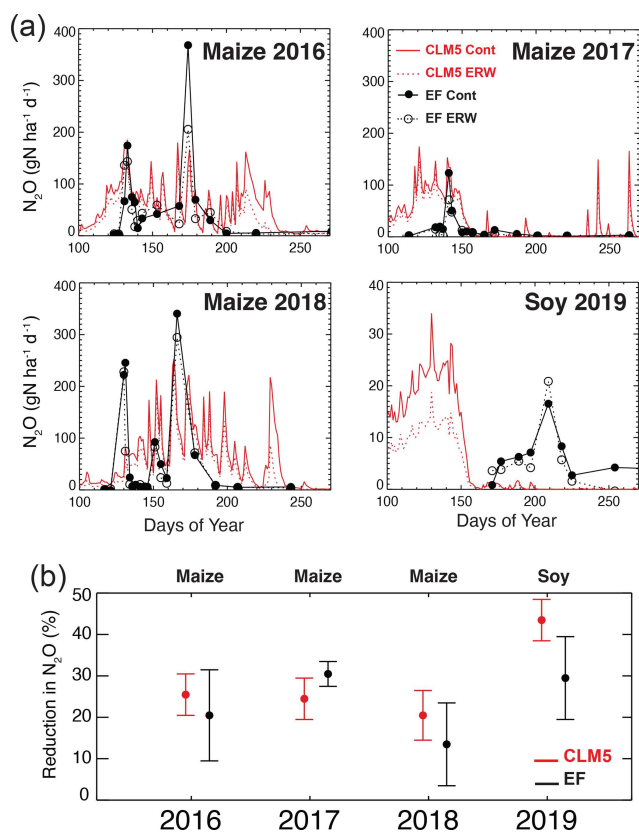 (a)
Maize 2016
Maize 2017
CLM5 Cont
CLM5 ERW
EF Cont
EF ERW
N₂O (gN ha⁻¹ d⁻¹)
400
300
200
100
0
100 150 200 250
400
300
200
100
0
100 150 200 250
Maize 2018
Soy 2019
N₂O (gN ha⁻¹ d⁻¹)
400
300
200
100
0
100 150 200 250
Days of Year
40
30
20
10
0
100 150 200 250
Days of Year
(b)
Maize Maize Maize Soy
Reduction in N₂O (%)
50
40
30
20
10
0
CLM5
EF
2016 2017 2018 2019